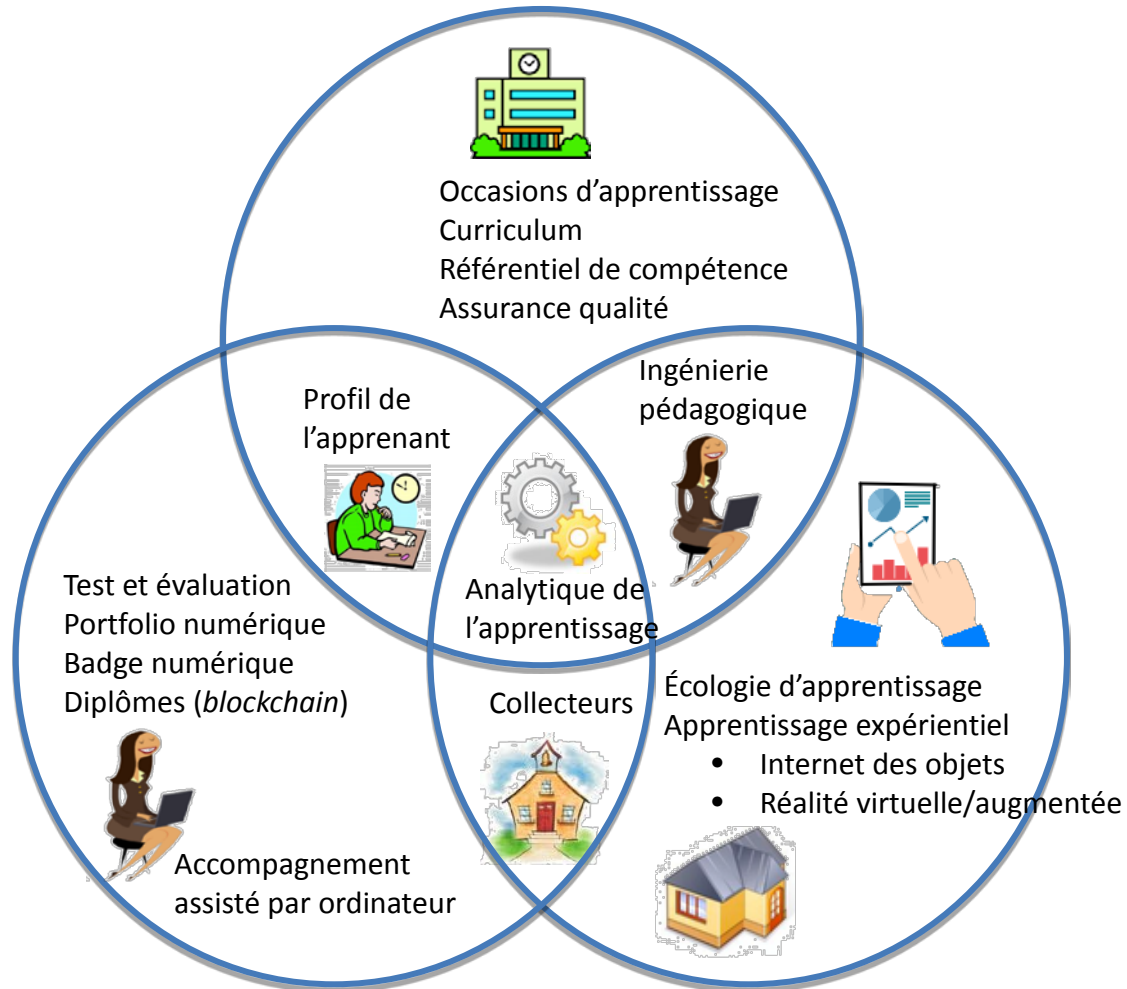 Occasions d’apprentissage
Curriculum
Référentiel de compétence
Assurance qualité
Profil de
l’apprenant
Ingénierie
pédagogique
Analytique de
l’apprentissage
Test et évaluation
Portfolio numérique
Badge numérique
Diplômes (blockchain)
Accompagnement
assisté par ordinateur
Collecteurs
Écologie d’apprentissage
Apprentissage expérientiel
• Internet des objets
• Réalité virtuelle/augmentée